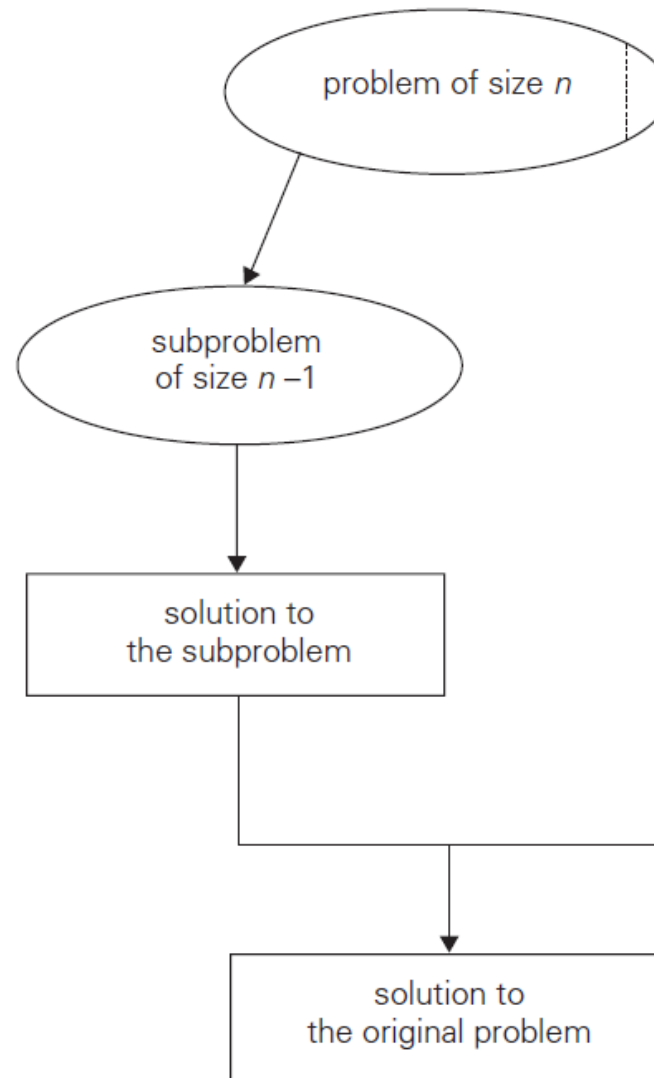 problem of size n
subproblem
of size n –1
solution to
the subproblem
solution to
the original problem